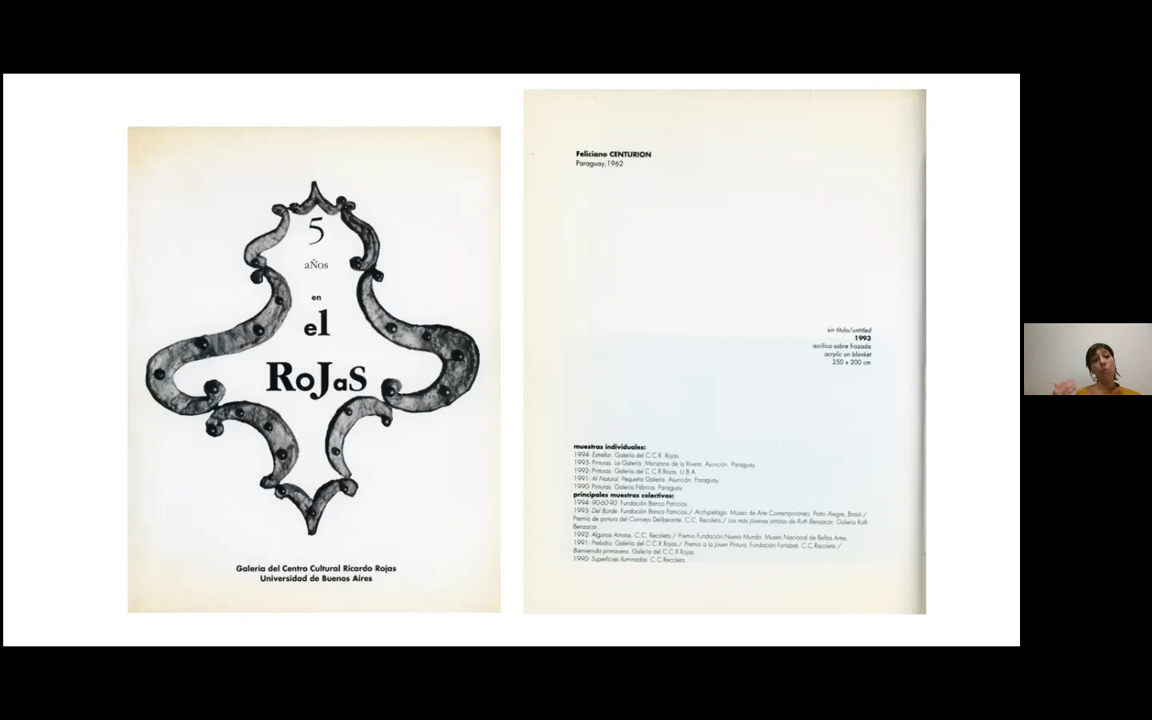 5
aÑos
en
el
RoJaS
Galería del Centro Cultural Ricardo Rojas
Universidad de Buenos Aires
Feliciano CENTURION
Paraguay,1962
sin título/untitled
1993
acrílico sobre frazada
acrylic on blanket
250 x 200 cm
muestras individuales:
1994- Estrellar. Galería del C.C.R. Rojas.
1993- Pinturas. La Galería. Manzana de la Rivera. Asunción. Paraguay
1992- Pinturas. Galería del C.C.R.Rojas. U.B.A.
1991- Al Natural. Pequeña Galería. Asunción. Paraguay
1990- Pinturas. Galería Fábrica. Paraguay.
principales muestras colectivas:
1994- 90-60-90. Fundación Banco Patricios.
1993- Del Borde. Fundación Banco Patricios./ Archipiélago. Museo de Arte Contemporáneo. Porto Alegre, Brasil./
Premio de pintura del Concejo Deliberante. C.C. Recoleta./ Los más jóvenes artistas de Ruth Benzacar. Galería Ruth
Benzacar.
1992- Algunos Artistas. C.C. Recoleta./ Premio Fundación Nuevo Mundo. Museo Nacional de Bellas Artes.
1991- Preludio. Galería del C.C.R Rojas./ Premio a la Joven Pintura. Fundación Fortabat. C.C.Recoleta./
Bienvenida primavera. Galería del C.C.R.Rojas.
1990- Superficies Iluminadas. C.C.Recoleta.